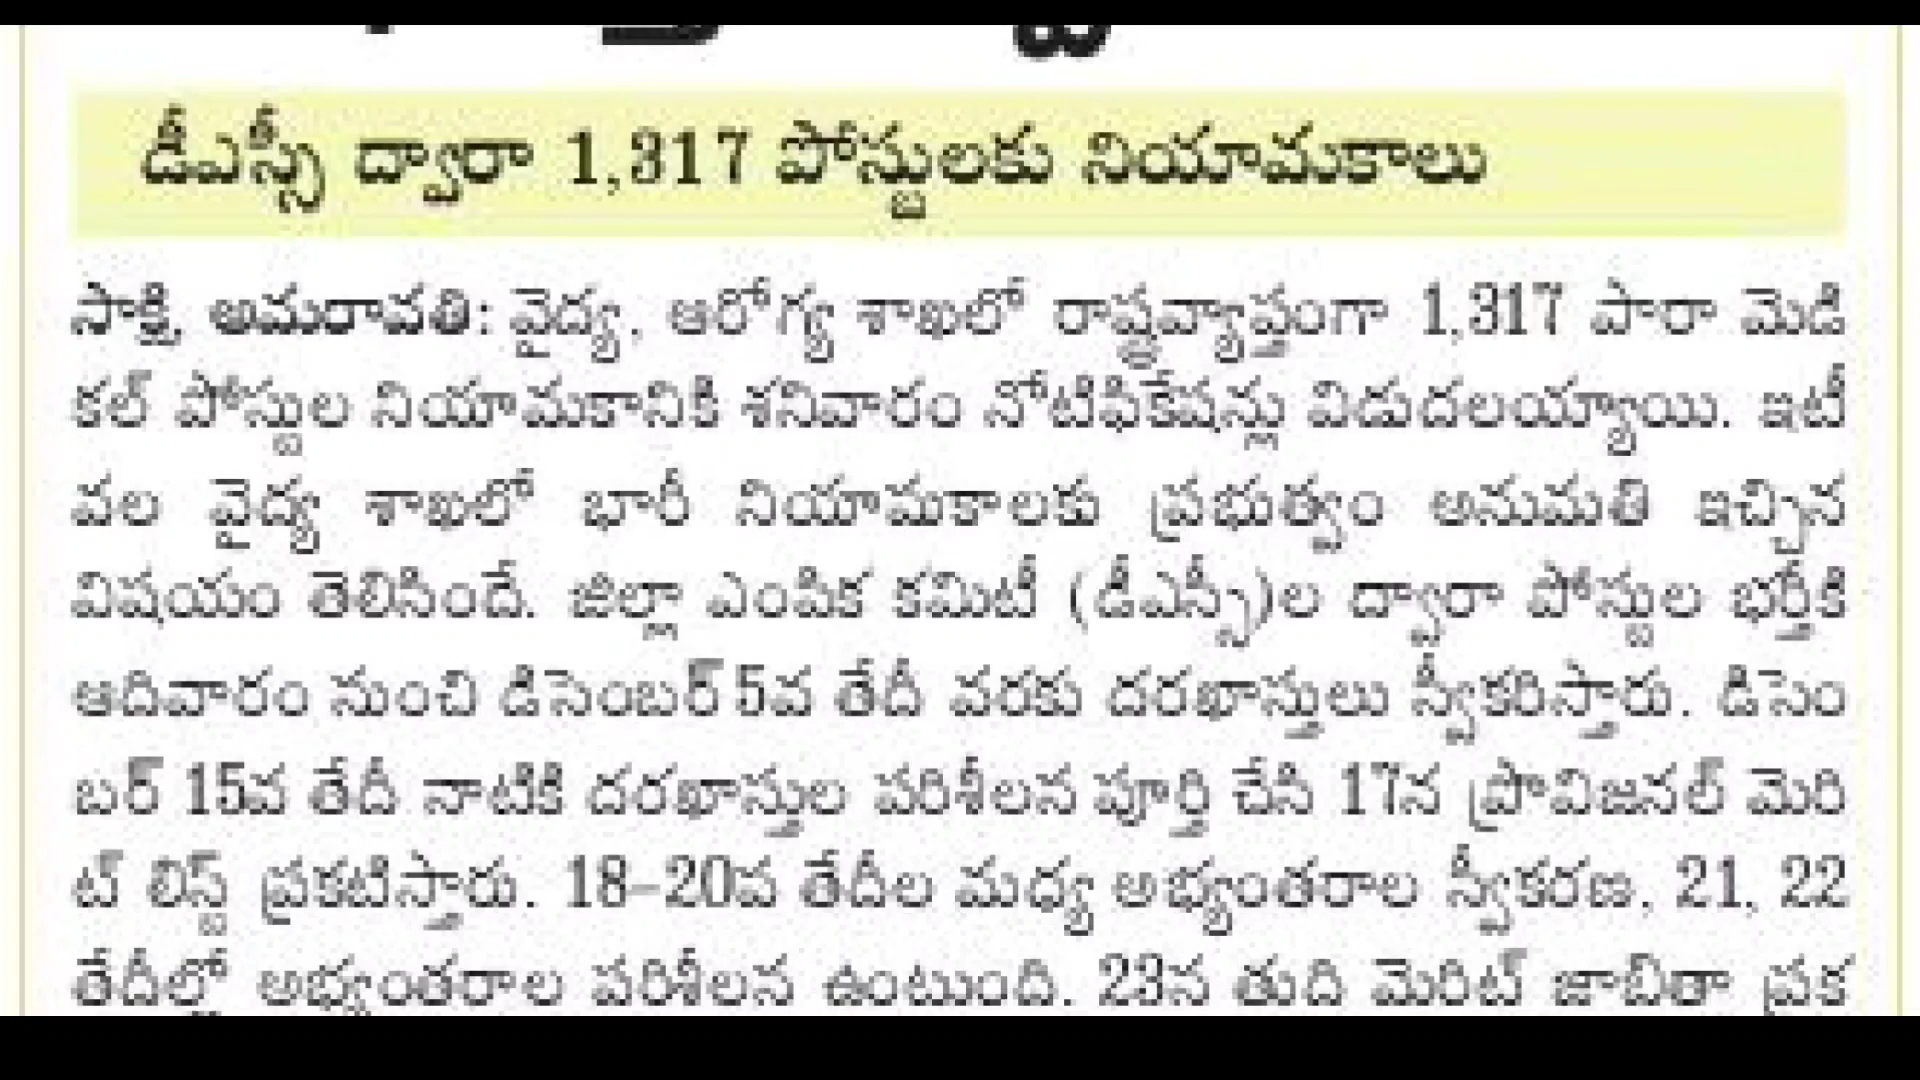 డీఎస్సీ ద్వారా 1,317 పోస్టులకు నియామకాలు
సాక్షి, అమరావతి: వైద్య, ఆరోగ్య శాఖలో రాష్ట్రవ్యాప్తంగా 1,317 పారా మెడి
కల్ పోస్టుల నియామకానికి శనివారం నోటిఫికేషన్లు విడుదలయ్యాయి. ఇటీ
వల వైద్య శాఖలో భారీ నియామకాలకు ప్రభుత్వం అనుమతి ఇచ్చిన
విషయం తెలిసిందే. జిల్లా ఎంపిక కమిటీ (డీఎస్సీ)ల ద్వారా పోస్టుల భర్తీకి
ఆదివారం నుంచి డిసెంబర్ 5వ తేదీ వరకు దరఖాస్తులు స్వీకరిస్తారు. డిసెం
బర్ 15వ తేదీ నాటికి దరఖాస్తుల పరిశీలన పూర్తి చేసి 17న ప్రొవిజనల్ మెరి
ట్ లిస్ట్ ప్రకటిస్తారు. 18-20వ తేదీల మధ్య అభ్యంతరాల స్వీకరణ, 21, 22
తేదీల్లో అభ్యంతరాల పరిశీలన ఉంటుంది. 23న తుది మెరిట్ జాబితా ప్రక